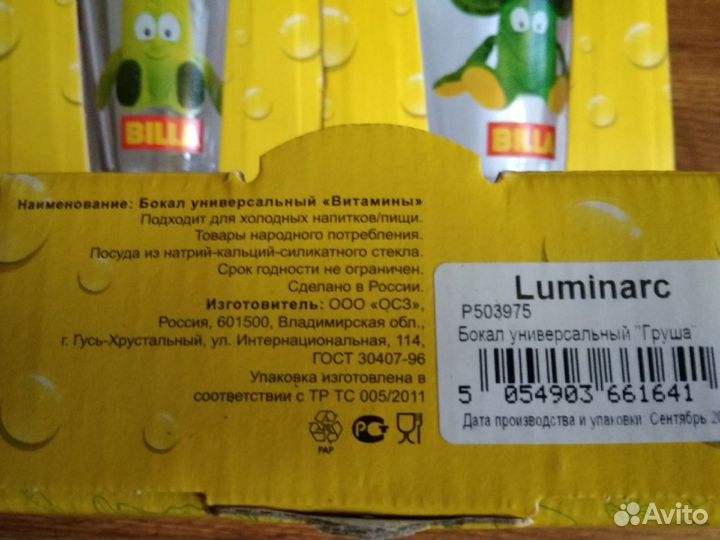 BILLA
BILLA
Наименование: Бокал универсальный «Витамины»
Подходит для холодных напитков/пищи.
Товары народного потребления.
Посуда из натрий-кальций-силикатного стекла.
Срок годности не ограничен.
Сделано в России.
Изготовитель: ООО «ОСЗ»,
Россия, 601500, Владимирская обл.,
г. Гусь-Хрустальный, ул. Интернациональная, 114,
ГОСТ 30407-96
Упаковка изготовлена в
соответствии с ТР ТС 005/2011
PAP
Luminarc
P503975
Бокал универсальный "Груша"
5 054903 661641
Дата производства и упаковки: Сентябрь 20
Avito